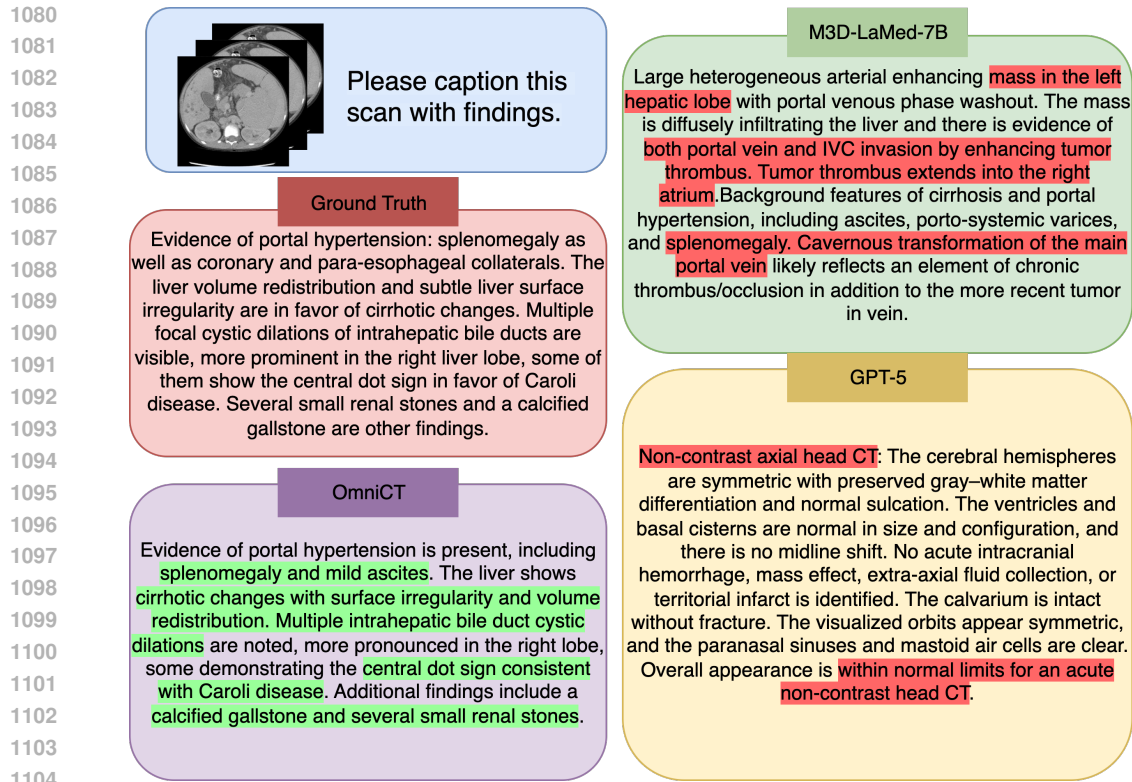 1080
1081
1082
1083
1084
1085
1086
1087
1088
1089
1090
1091
1092
1093
1094
1095
1096
1097
1098
1099
1100
1101
1102
1103
1104
Please caption this
scan with findings.
Ground Truth
Evidence of portal hypertension: splenomegaly as
well as coronary and para-esophageal collaterals. The
liver volume redistribution and subtle liver surface
irregularity are in favor of cirrhotic changes. Multiple
focal cystic dilations of intrahepatic bile ducts are
visible, more prominent in the right liver lobe, some of
them show the central dot sign in favor of Caroli
disease. Several small renal stones and a calcified
gallstone are other findings.
OmniCT
Evidence of portal hypertension is present, including
splenomegaly and mild ascites. The liver shows
cirrhotic changes with surface irregularity and volume
redistribution. Multiple intrahepatic bile duct cystic
dilations are noted, more pronounced in the right lobe,
some demonstrating the central dot sign consistent
with Caroli disease. Additional findings include a
calcified gallstone and several small renal stones.
M3D-LaMed-7B
Large heterogeneous arterial enhancing mass in the left
hepatic lobe with portal venous phase washout. The mass
is diffusely infiltrating the liver and there is evidence of
both portal vein and IVC invasion by enhancing tumor
thrombus. Tumor thrombus extends into the right
atrium.Background features of cirrhosis and portal
hypertension, including ascites, porto-systemic varices,
and splenomegaly. Cavernous transformation of the main
portal vein likely reflects an element of chronic
thrombus/occlusion in addition to the more recent tumor
in vein.
GPT-5
Non-contrast axial head CT: The cerebral hemispheres
are symmetric with preserved gray–white matter
differentiation and normal sulcation. The ventricles and
basal cisterns are normal in size and configuration, and
there is no midline shift. No acute intracranial
hemorrhage, mass effect, extra-axial fluid collection, or
territorial infarct is identified. The calvarium is intact
without fracture. The visualized orbits appear symmetric,
and the paranasal sinuses and mastoid air cells are clear.
Overall appearance is within normal limits for an acute
non-contrast head CT.